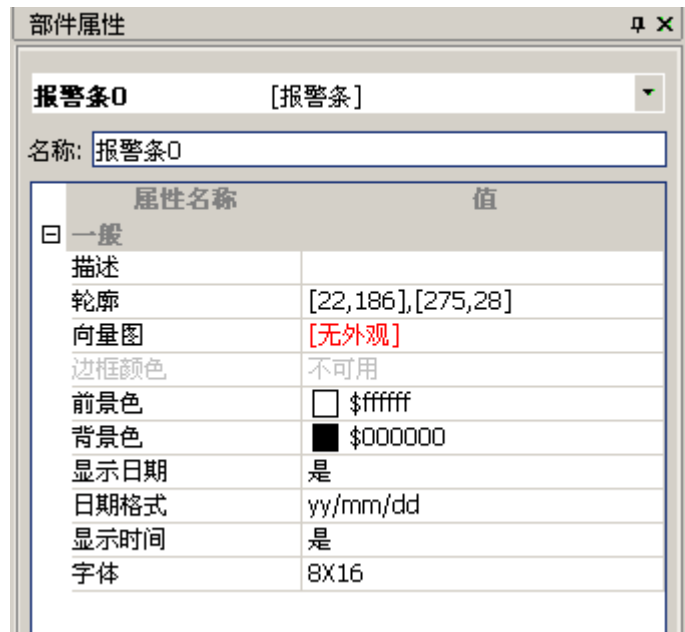 部件属性
报警条0 [报警条]
名称: 报警条0
属性名称 值
一般
描述
轮廓 [22,186],[275,28]
向量图 [无外观]
边框颜色 不可用
前景色 $ffffff
背景色 $000000
显示日期 是
日期格式 yy/mm/dd
显示时间 是
字体 8X16